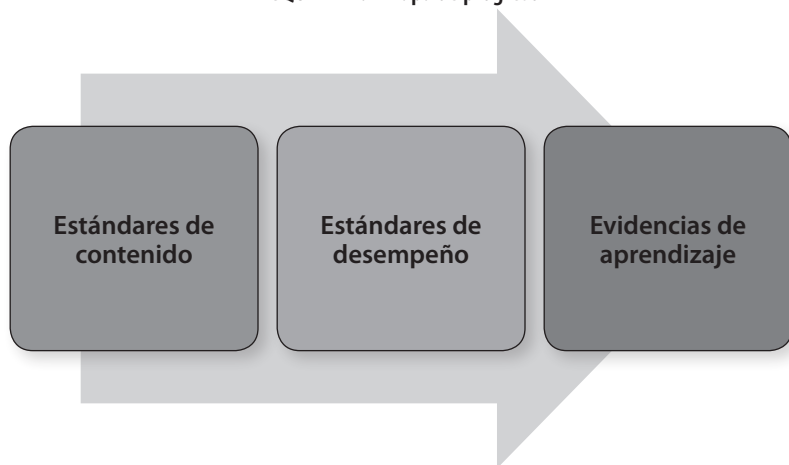 Estándares de
contenido
Estándares de
desempeño
Evidencias de
aprendizaje